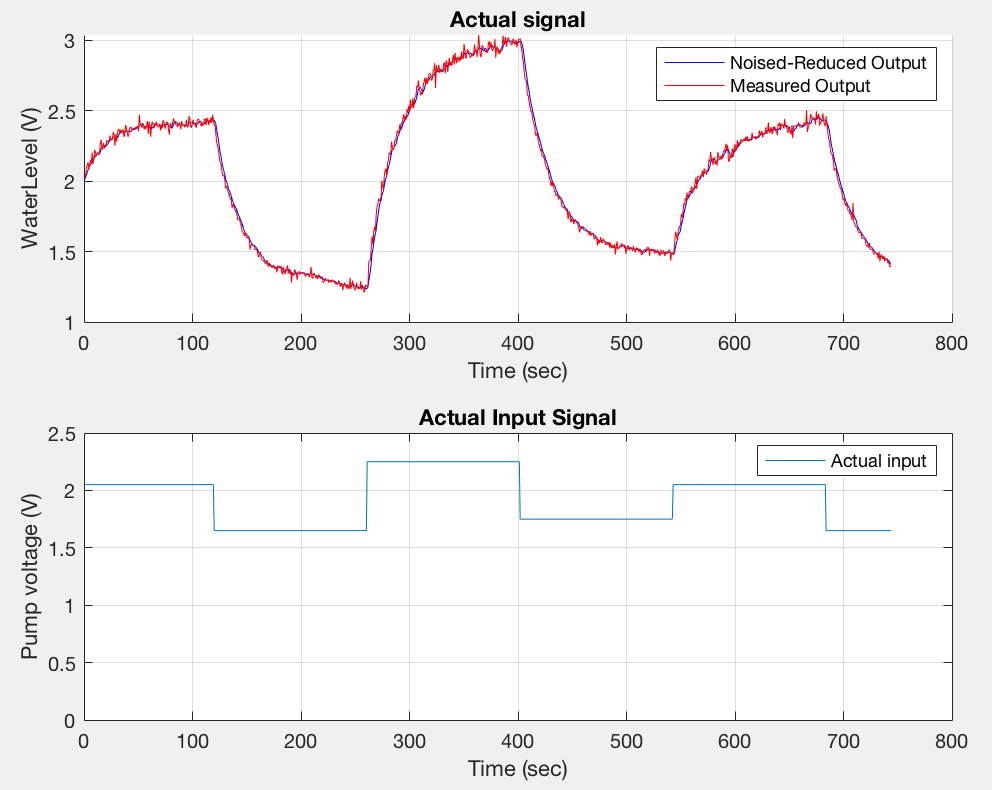 Actual signal
Noised-Reduced Output
Measured Output
WaterLevel (V)
3
2.5
2
1.5
1
0 100 200 300 400 500 600 700 800
Time (sec)
Actual Input Signal
Actual input
Pump voltage (V)
2.5
2
1.5
1
0.5
0
0 100 200 300 400 500 600 700 800
Time (sec)